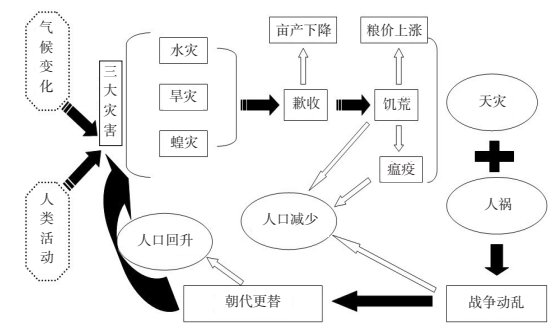 气候变化
三大灾害
水灾
旱灾
蝗灾
亩产下降
粮价上涨
歉收
饥荒
瘟疫
天灾
人祸
人类活动
人口回升
人口减少
朝代更替
战争动乱